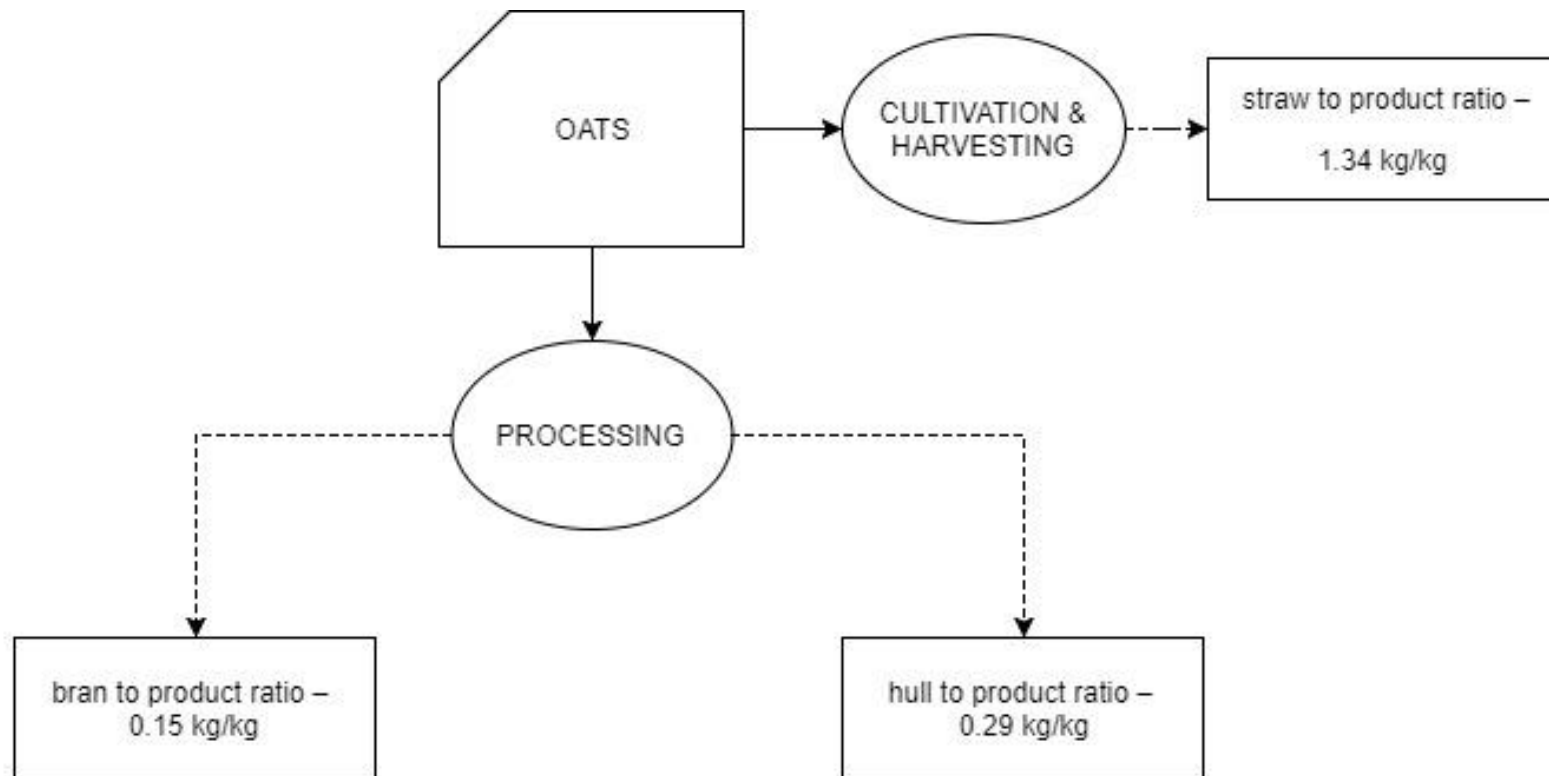 OATS
CULTIVATION &
HARVESTING
straw to product ratio –
1.34 kg/kg
PROCESSING
bran to product ratio –
0.15 kg/kg
hull to product ratio –
0.29 kg/kg